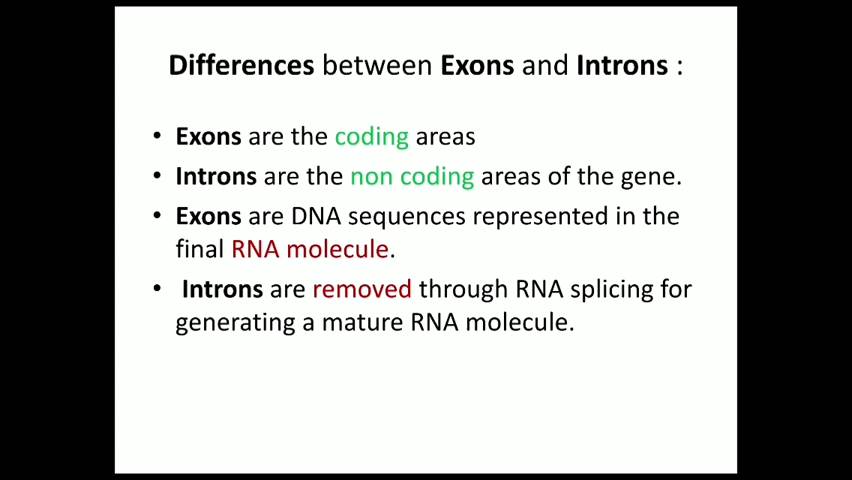 Differences between Exons and Introns :
• Exons are the coding areas
• Introns are the non coding areas of the gene.
• Exons are DNA sequences represented in the
final RNA molecule.
• Introns are removed through RNA splicing for
generating a mature RNA molecule.